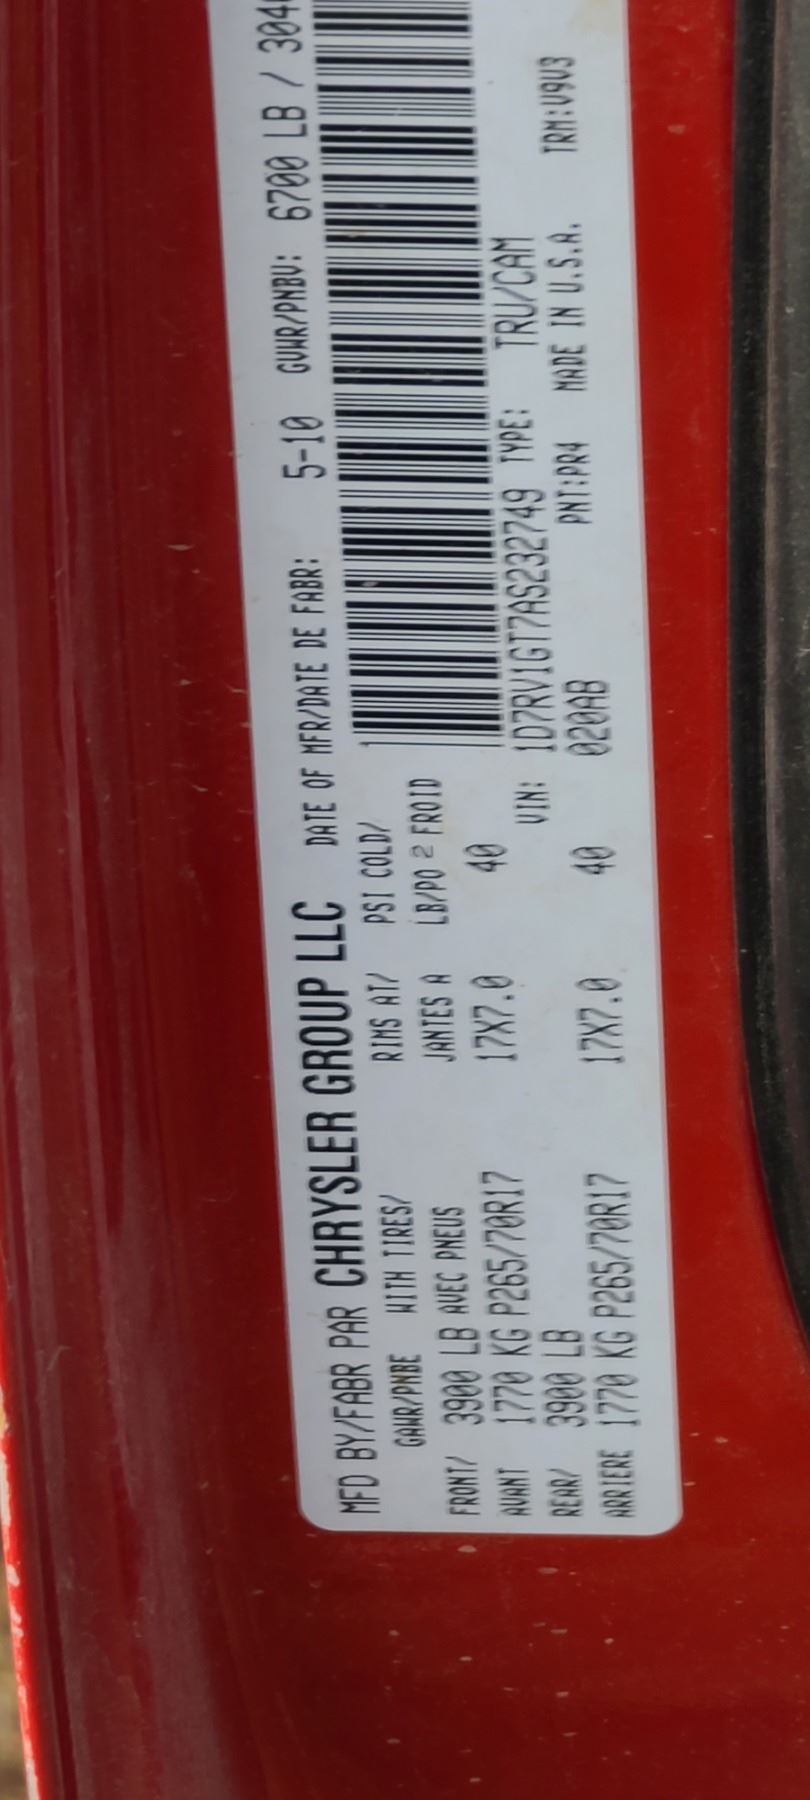 MFD BY/FABR PAR CHRYSLER GROUP LLC DATE OF MFR/DATE DE FABR: 5-10 GVWR/PNBV: 6700 LB / 304
GAWR/PNBE WITH TIRES/ RIMS AT/ PSI COLD/
FRONT/ 3900 LB AVEC PNEUS JANTES A LB/PO 2 FROID
AVANT 1770 KG P265/70R17 17X7.0 40
REAR/ 3900 LB VIN: 1D7RV1GT7AS232749 TYPE: TRU/CAM
ARRIERE 1770 KG P265/70R17 17X7.0 40 020AB PNT:PR4 MADE IN U.S.A. TRM:V9V3